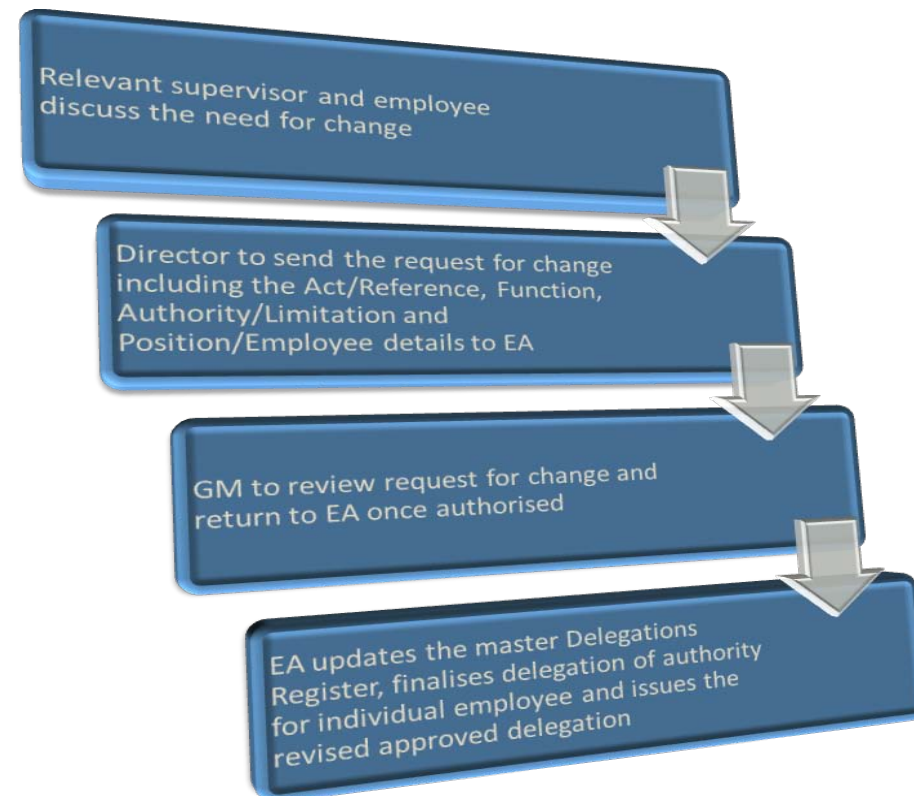 Relevant supervisor and employee
discuss the need for change
Director to send the request for change
including the Act/Reference, Function,
Authority/Limitation and
Position/Employee details to EA
GM to review request for change and
return to EA once authorised
EA updates the master Delegations
Register, finalises delegation of authority
for individual employee and issues the
revised approved delegation